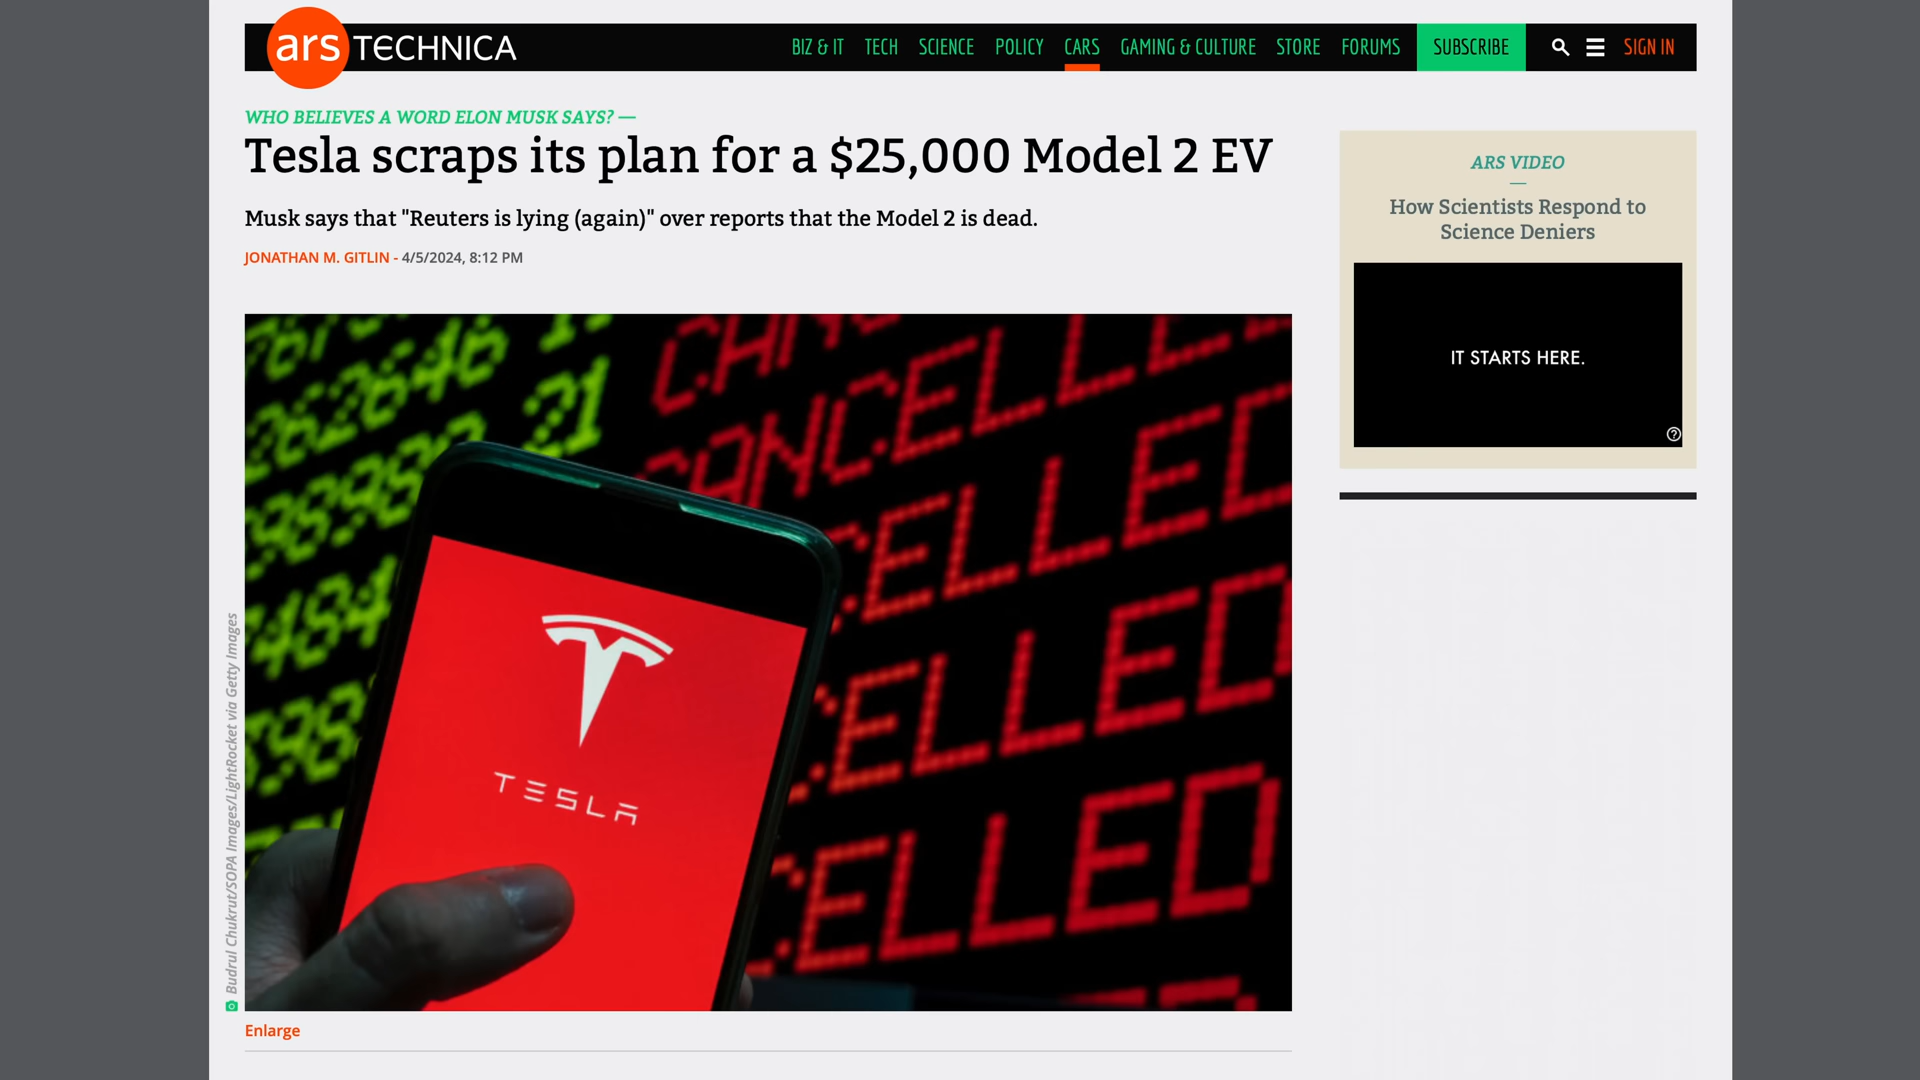 ars TECHNICA
BIZ & IT TECH SCIENCE POLICY CARS GAMING & CULTURE STORE FORUMS SUBSCRIBE SIGN IN
WHO BELIEVES A WORD ELON MUSK SAYS? —
Tesla scraps its plan for a $25,000 Model 2 EV
Musk says that "Reuters is lying (again)" over reports that the Model 2 is dead.
JONATHAN M. GITLIN - 4/5/2024, 8:12 PM
ARS VIDEO
How Scientists Respond to
Science Deniers
IT STARTS HERE.
262646
21
CANCELLED
TESLA
Budrul Chukrut/SOPA Images/LightRocket via Getty Images
Enlarge